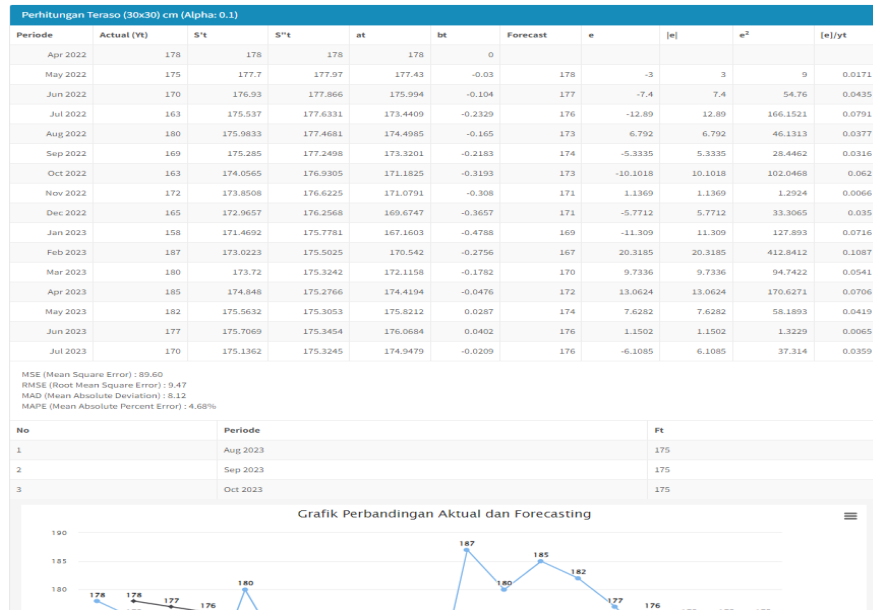 Perhitungan Teraso (30x30) cm (Alpha: 0.1)
Periode Actual (Yt) S't S"t at bt Forecast e |e| e² [e]/yt
Apr 2022 178 178 178 178 0
May 2022 175 177.7 177.97 177.43 -0.03 178 -3 3 9 0.0171
Jun 2022 170 176.93 177.866 175.994 -0.104 177 -7.4 7.4 54.76 0.0435
Jul 2022 163 175.537 177.6331 173.4409 -0.2329 176 -12.89 12.89 166.1521 0.0791
Aug 2022 180 175.9833 177.4681 174.4985 -0.165 173 6.792 6.792 46.1313 0.0377
Sep 2022 169 175.285 177.2498 173.3201 -0.2183 174 -5.3335 5.3335 28.4462 0.0316
Oct 2022 163 174.0565 176.9305 171.1825 -0.3193 173 -10.1018 10.1018 102.0468 0.062
Nov 2022 172 173.8508 176.6225 171.0791 -0.308 171 1.1369 1.1369 1.2924 0.0066
Dec 2022 165 172.9657 176.2568 169.6747 -0.3657 171 -5.7712 5.7712 33.3065 0.035
Jan 2023 158 171.4692 175.7781 167.1603 -0.4788 169 -11.309 11.309 127.893 0.0716
Feb 2023 187 173.0223 175.5025 170.542 -0.2756 167 20.3185 20.3185 412.8412 0.1087
Mar 2023 180 173.72 175.3242 172.1158 -0.1782 170 9.7336 9.7336 94.7422 0.0541
Apr 2023 185 174.848 175.2766 174.4194 -0.0476 172 13.0624 13.0624 170.6271 0.0706
May 2023 182 175.5632 175.3053 175.8212 0.0287 174 7.6282 7.6282 58.1893 0.0419
Jun 2023 177 175.7069 175.3454 176.0684 0.0402 176 1.1502 1.1502 1.3229 0.0065
Jul 2023 170 175.1362 175.3245 174.9479 -0.0209 176 -6.1085 6.1085 37.314 0.0359
MSE (Mean Square Error) : 89.60
RMSE (Root Mean Square Error) : 9.47
MAD (Mean Absolute Deviation) : 8.12
MAPE (Mean Absolute Percent Error) : 4.68%
No Periode Ft
1 Aug 2023 175
2 Sep 2023 175
3 Oct 2023 175
Grafik Perbandingan Aktual dan Forecasting
190
187
185 185
182
180 180 180
178 178 177 176 177 176